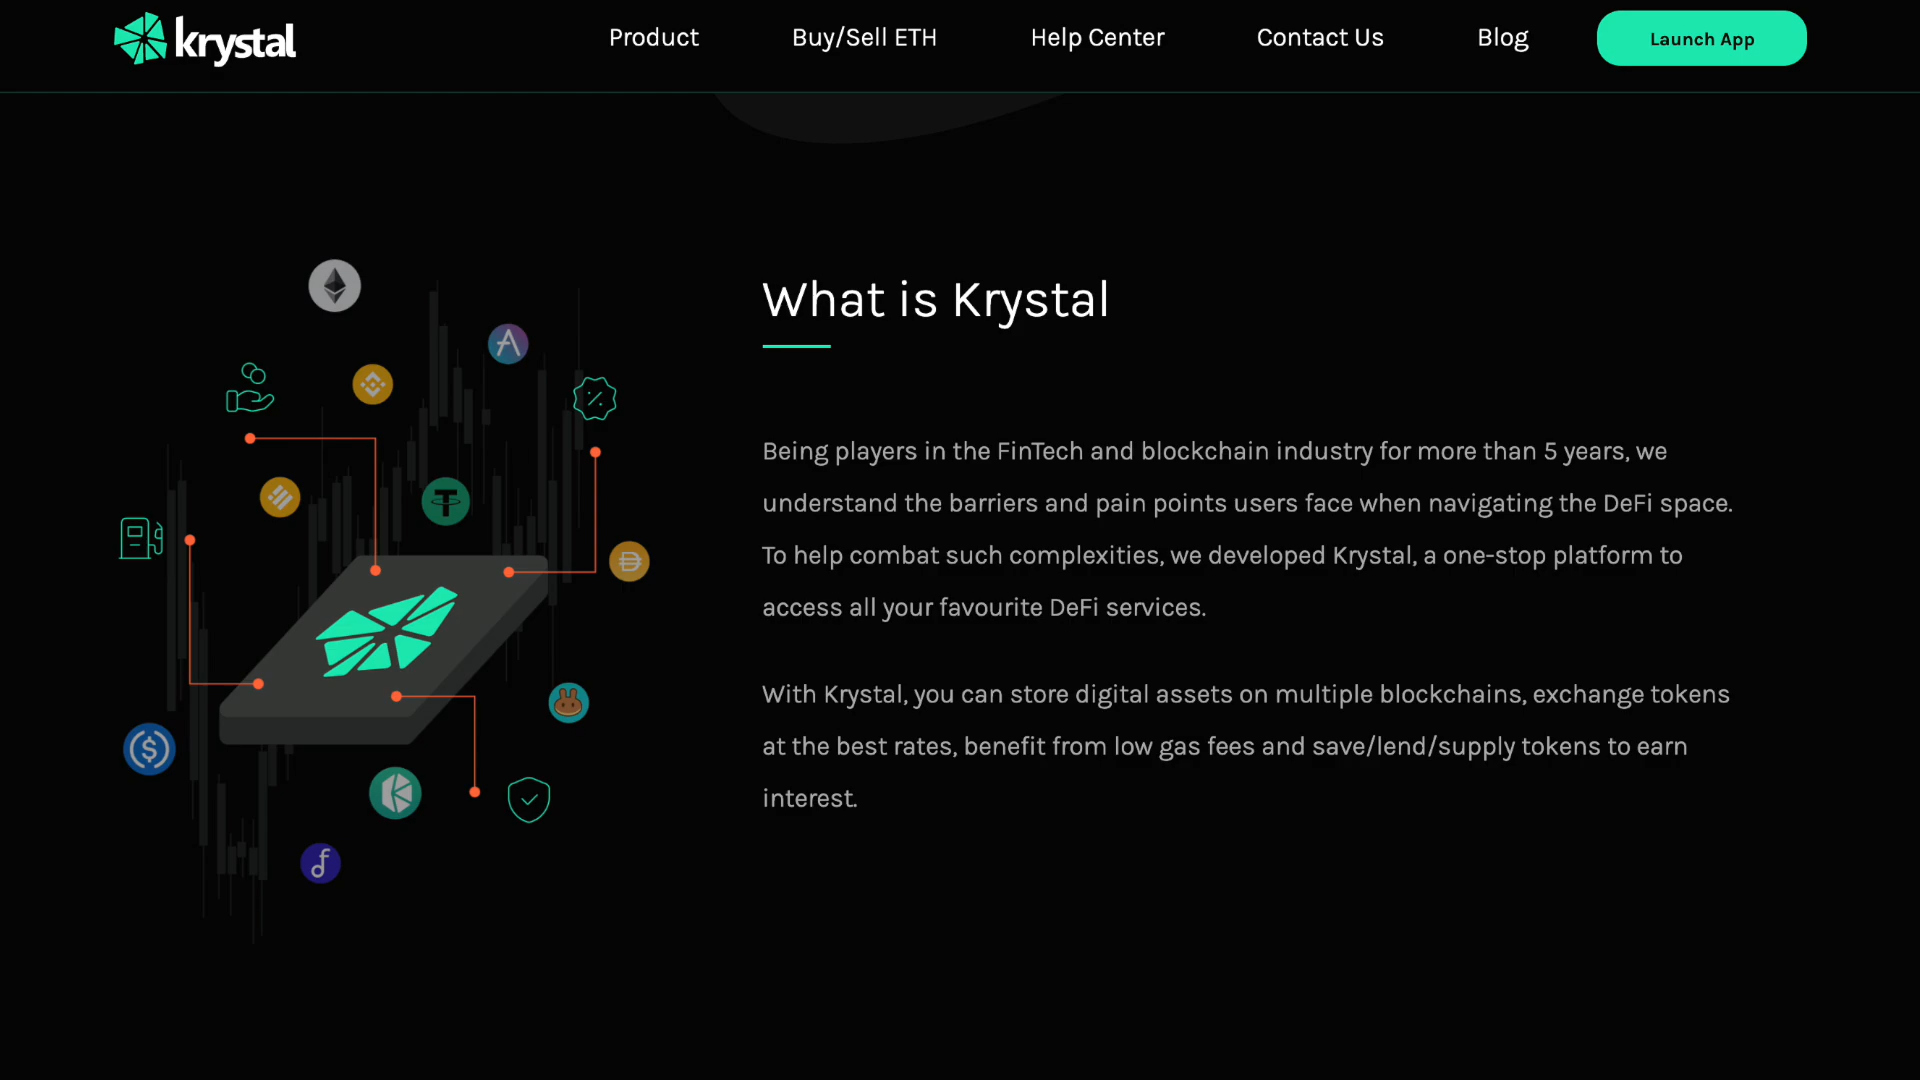 krystal
Product
Buy/Sell ETH
Help Center
Contact Us
Blog
Launch App
What is Krystal
Being players in the FinTech and blockchain industry for more than 5 years, we
understand the barriers and pain points users face when navigating the DeFi space.
To help combat such complexities, we developed Krystal, a one-stop platform to
access all your favourite DeFi services.
With Krystal, you can store digital assets on multiple blockchains, exchange tokens
at the best rates, benefit from low gas fees and save/lend/supply tokens to earn
interest.